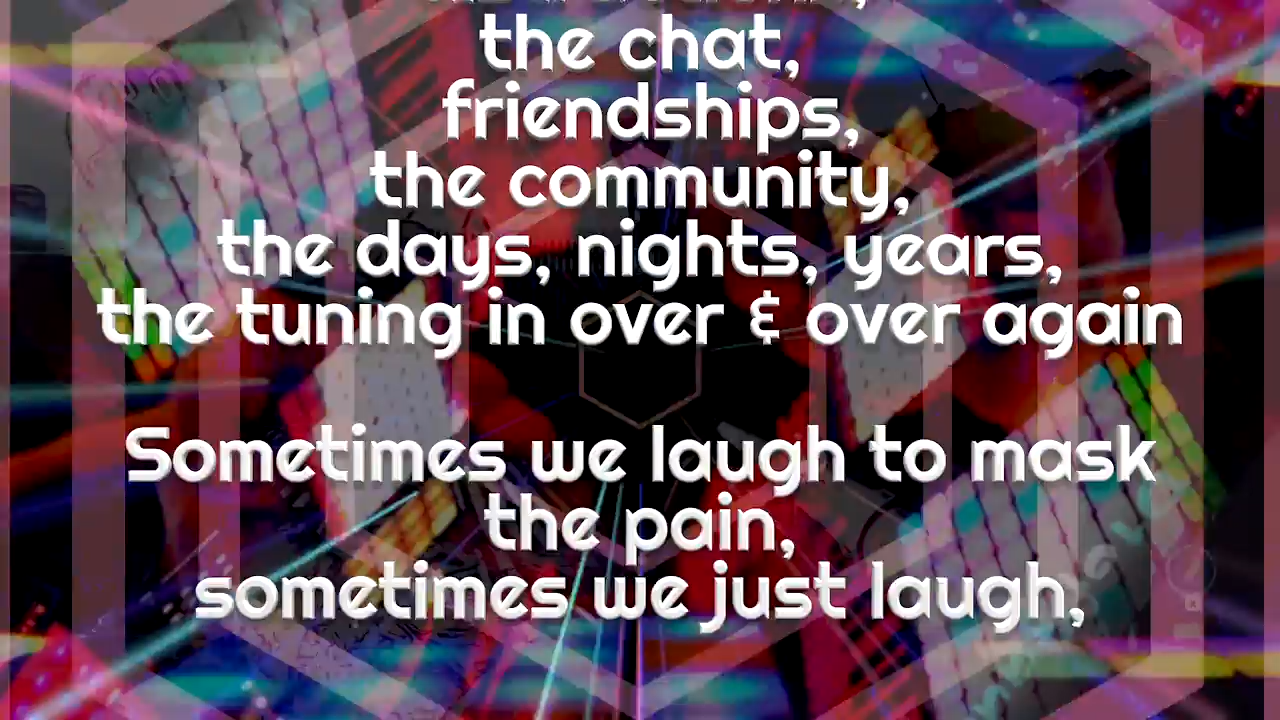 the chat,
friendships,
the community,
the days, nights, years,
the tuning in over & over again
Sometimes we laugh to mask
the pain,
sometimes we just laugh,